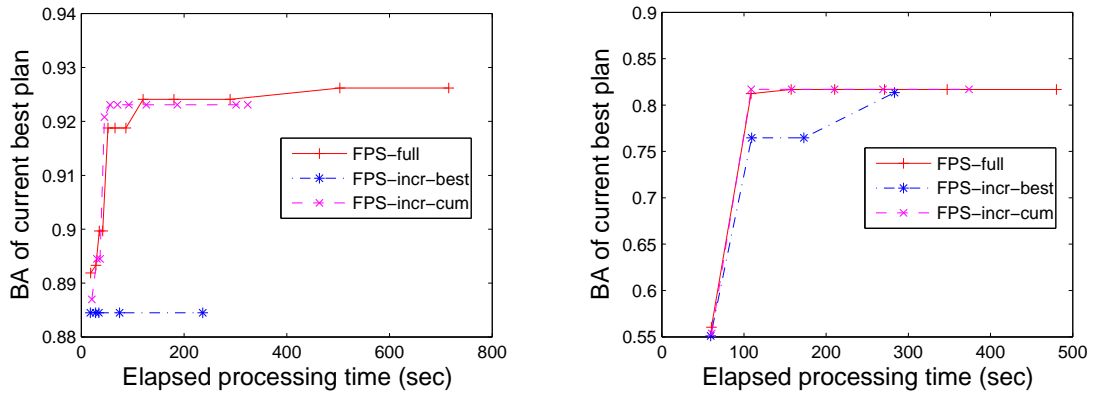 0.94
0.93
0.92
0.91
0.9
0.89
0.88
BA of current best plan
FPS-full
FPS-incr-best
FPS-incr-cum
0 200 400 600 800
Elapsed processing time (sec)
0.9
0.85
0.8
0.75
0.7
0.65
0.6
0.55
BA of current best plan
FPS-full
FPS-incr-best
FPS-incr-cum
0 100 200 300 400 500
Elapsed processing time (sec)